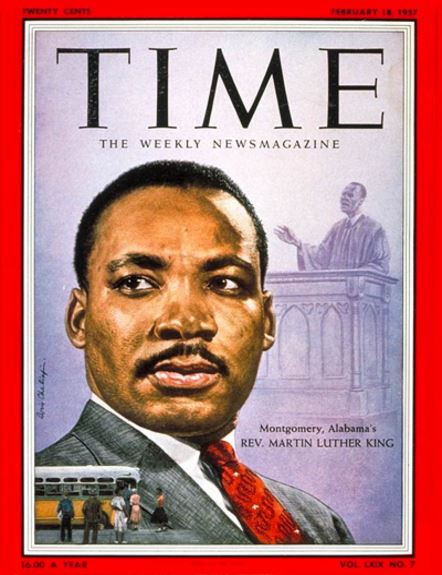 TWENTY CENTS FEBRUARY 18, 1957
TIME
THE WEEKLY NEWSMAGAZINE
Montgomery, Alabama's
REV. MARTIN LUTHER KING
$6.00 A YEAR VOL. LXIX NO. 7